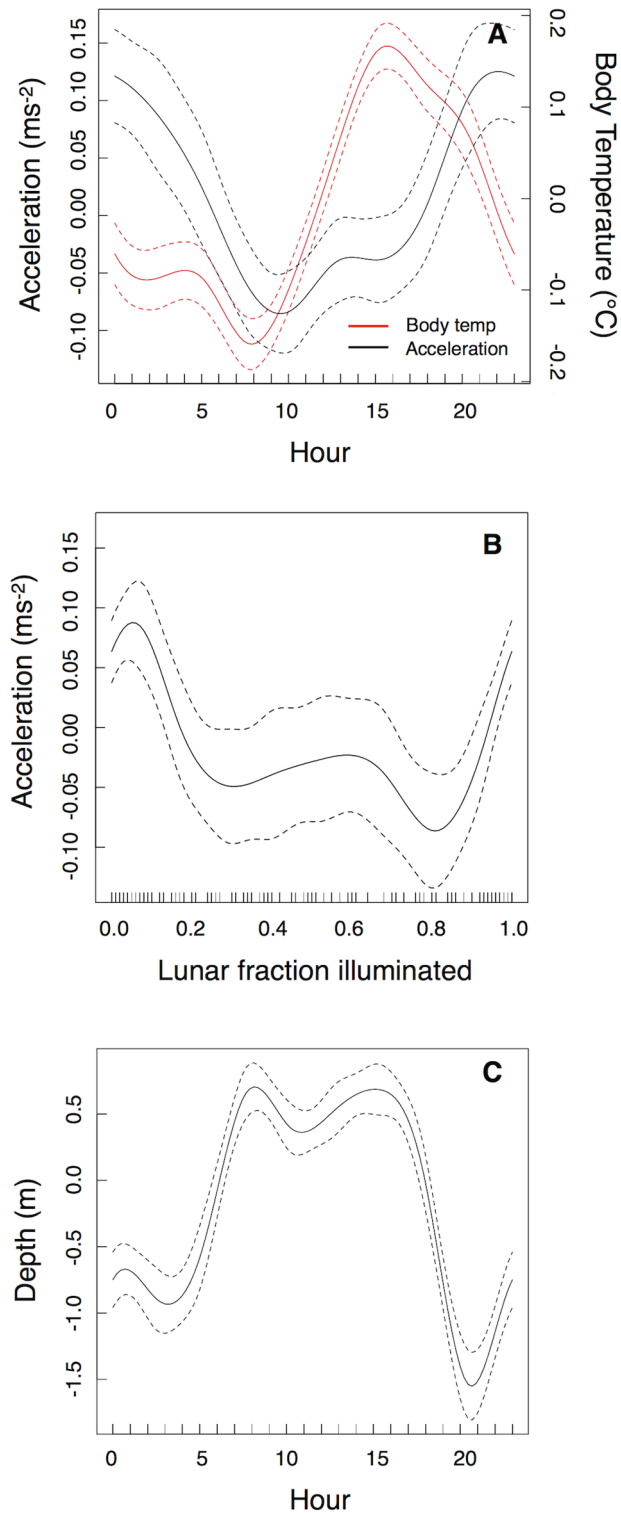 A
0.15
0.10
0.05
0.00
-0.05
-0.10
Acceleration (ms-2)
0.2
0.1
0.0
-0.1
-0.2
Body Temperature (°C)
Body temp
Acceleration
0 5 10 15 20
Hour
B
0.15
0.10
0.05
0.00
-0.05
-0.10
Acceleration (ms-2)
0.0 0.2 0.4 0.6 0.8 1.0
Lunar fraction illuminated
C
0.5
0.0
-0.5
-1.0
-1.5
Depth (m)
0 5 10 15 20
Hour